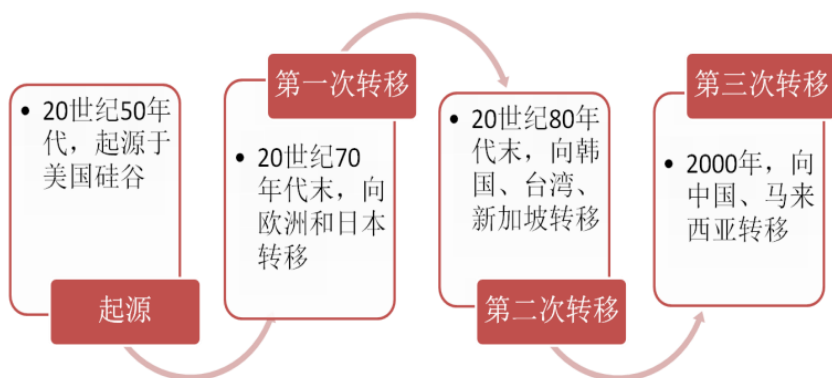 • 20世纪50年
代，起源于
美国硅谷
起源
第一次转移
• 20世纪70
年代末，向
欧洲和日本
转移
• 20世纪80年
代末，向韩
国、台湾、
新加坡转移
第二次转移
第三次转移
• 2000年，向
中国、马来
西亚转移